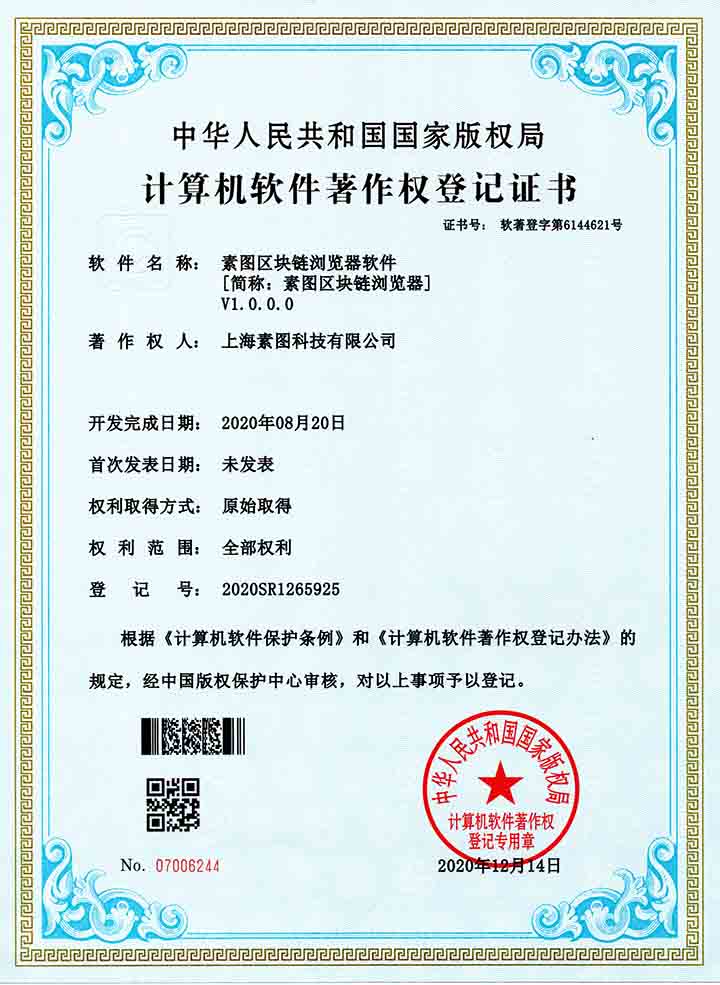 中华人民共和国国家版权局
计算机软件著作权登记证书
证书号： 软著登字第6144621号
软件名称： 素图区块链浏览器软件
[简称：素图区块链浏览器]
V1.0.0.0
著作权人： 上海素图科技有限公司
开发完成日期： 2020年08月20日
首次发表日期： 未发表
权利取得方式： 原始取得
权利范围： 全部权利
登记号： 2020SR1265925
根据《计算机软件保护条例》和《计算机软件著作权登记办法》的
规定，经中国版权保护中心审核，对以上事项予以登记。
中华人民共和国国家版权局
计算机软件著作权
登记专用章
No. 07006244
2020年12月14日